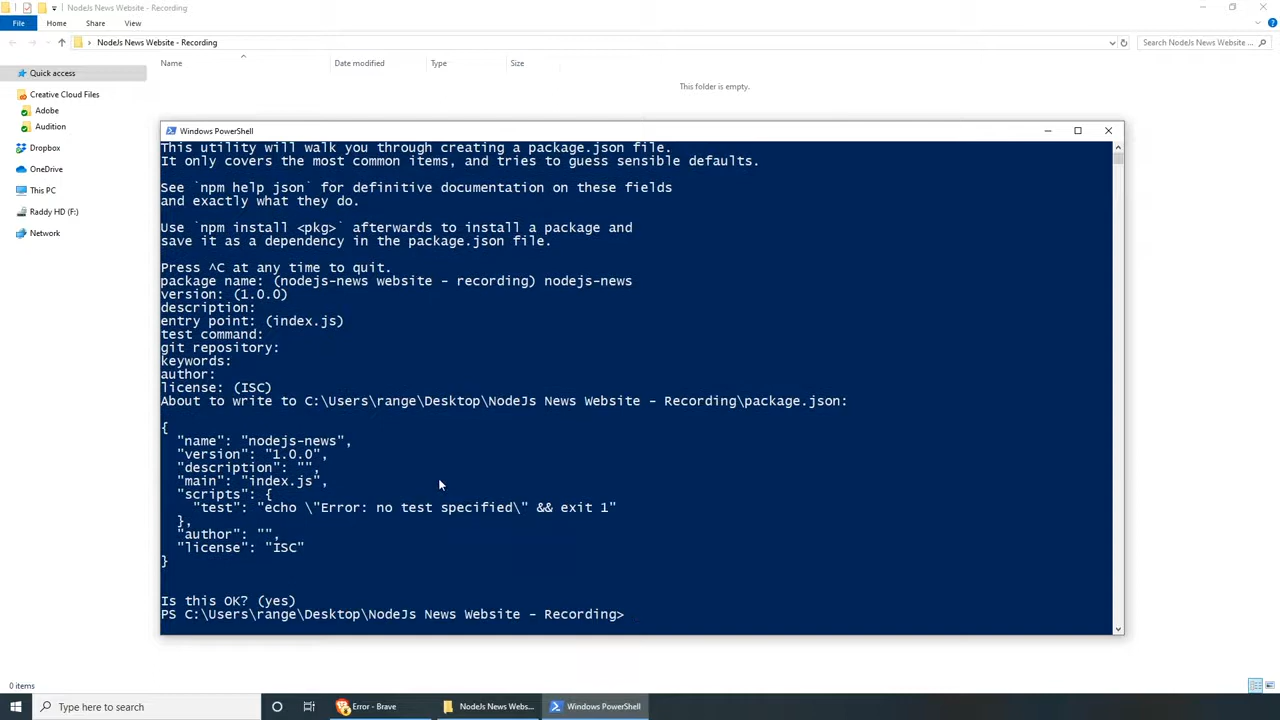 NodeJs News Website - Recording
File Home Share View
NodeJs News Website - Recording
Search NodeJs News Website ...
Name Date modified Type Size
This folder is empty.
Quick access
Creative Cloud Files
Adobe
Audition
Dropbox
OneDrive
This PC
Raddy HD (F:)
Network
Windows PowerShell
This utility will walk you through creating a package.json file.
It only covers the most common items, and tries to guess sensible defaults.
See `npm help json` for definitive documentation on these fields
and exactly what they do.
Use `npm install <pkg>` afterwards to install a package and
save it as a dependency in the package.json file.
Press ^C at any time to quit.
package name: (nodejs-news website - recording) nodejs-news
version: (1.0.0)
description:
entry point: (index.js)
test command:
git repository:
keywords:
author:
license: (ISC)
About to write to C:\Users\range\Desktop\NodeJs News Website - Recording\package.json:
{
"name": "nodejs-news",
"version": "1.0.0",
"description": "",
"main": "index.js",
"scripts": {
"test": "echo \"Error: no test specified\" && exit 1"
},
"author": "",
"license": "ISC"
}
Is this OK? (yes)
PS C:\Users\range\Desktop\NodeJs News Website - Recording>
0 items
Type here to search
Error - Brave
NodeJs News Webs...
Windows PowerShell